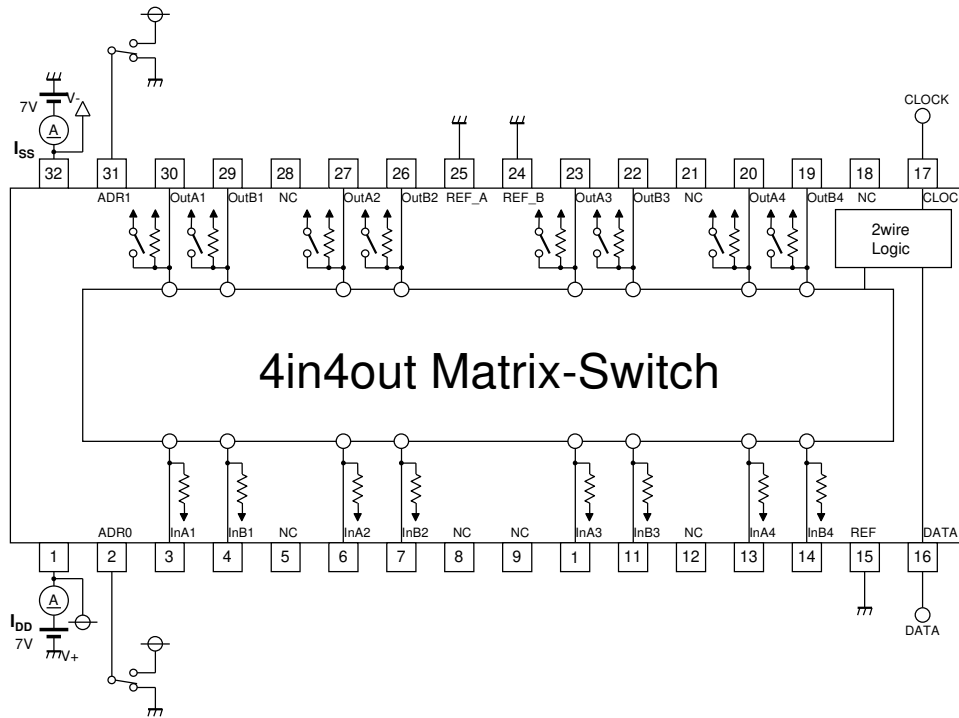 V-
7V
A
I_SS
CLOCK
32 31 30 29 28 27 26 25 24 23 22 21 20 19 18 17
ADR1 OutA1 OutB1 NC OutA2 OutB2 REF_A REF_B OutA3 OutB3 NC OutA4 OutB4 NC CLOC
2wire
Logic
4in4out Matrix-Switch
ADR0 InA1 InB1 NC InA2 InB2 NC NC InA3 InB3 NC InA4 InB4 REF DATA
1 2 3 4 5 6 7 8 9 1 11 12 13 14 15 16
A
I_DD
7V
V+
DATA